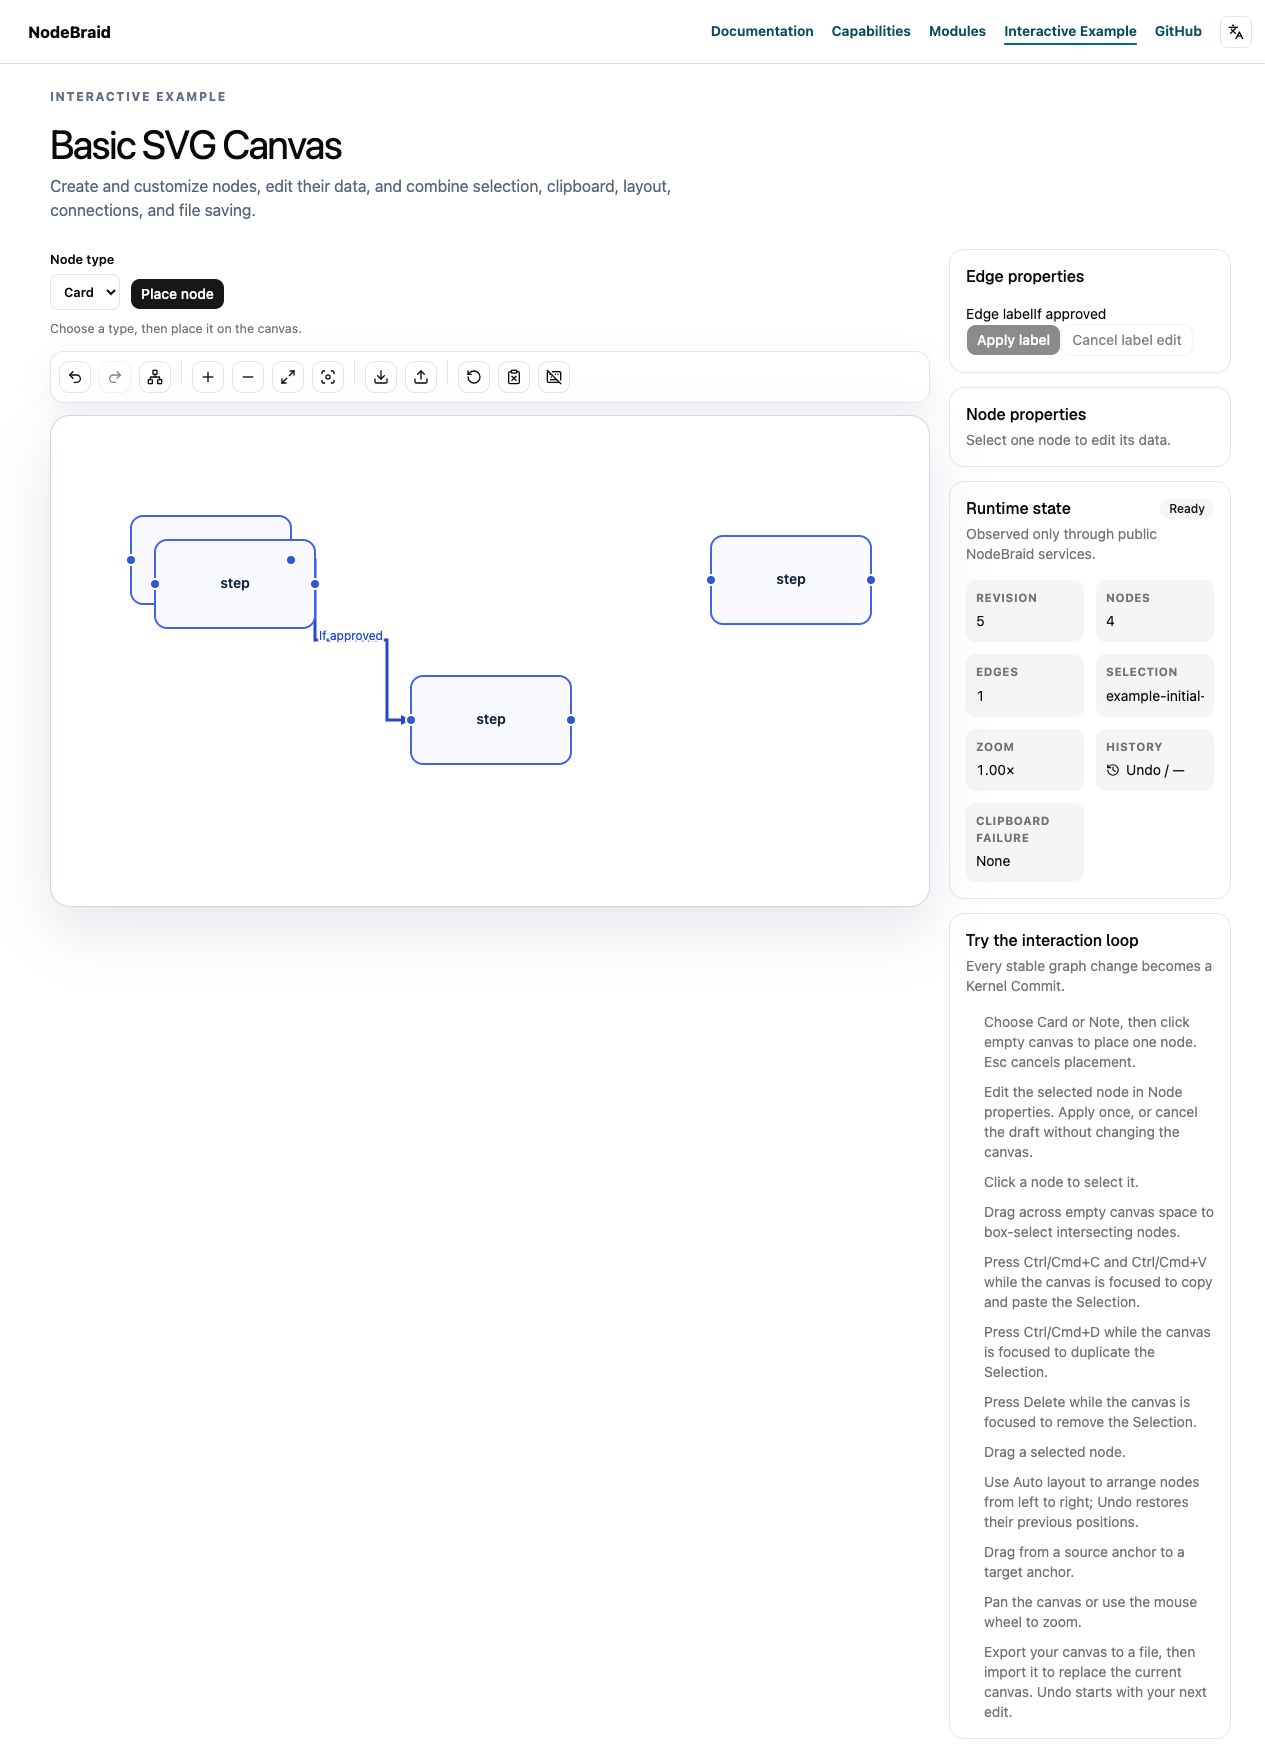 NodeBraid
Documentation
Capabilities
Modules
Interactive Example
GitHub
INTERACTIVE EXAMPLE
Basic SVG Canvas
Create and customize nodes, edit their data, and combine selection, clipboard, layout,
connections, and file saving.
Node type
Card
Place node
Choose a type, then place it on the canvas.
step
step
If approved
step
Edge properties
Edge labelIf approved
Apply label
Cancel label edit
Node properties
Select one node to edit its data.
Runtime state
Ready
Observed only through public
NodeBraid services.
REVISION
5
NODES
4
EDGES
1
SELECTION
example-initial-
ZOOM
1.00×
HISTORY
Undo / —
CLIPBOARD
FAILURE
None
Try the interaction loop
Every stable graph change becomes a
Kernel Commit.
Choose Card or Note, then click
empty canvas to place one node.
Esc cancels placement.
Edit the selected node in Node
properties. Apply once, or cancel
the draft without changing the
canvas.
Click a node to select it.
Drag across empty canvas space to
box-select intersecting nodes.
Press Ctrl/Cmd+C and Ctrl/Cmd+V
while the canvas is focused to copy
and paste the Selection.
Press Ctrl/Cmd+D while the canvas
is focused to duplicate the
Selection.
Press Delete while the canvas is
focused to remove the Selection.
Drag a selected node.
Use Auto layout to arrange nodes
from left to right; Undo restores
their previous positions.
Drag from a source anchor to a
target anchor.
Pan the canvas or use the mouse
wheel to zoom.
Export your canvas to a file, then
import it to replace the current
canvas. Undo starts with your next
edit.